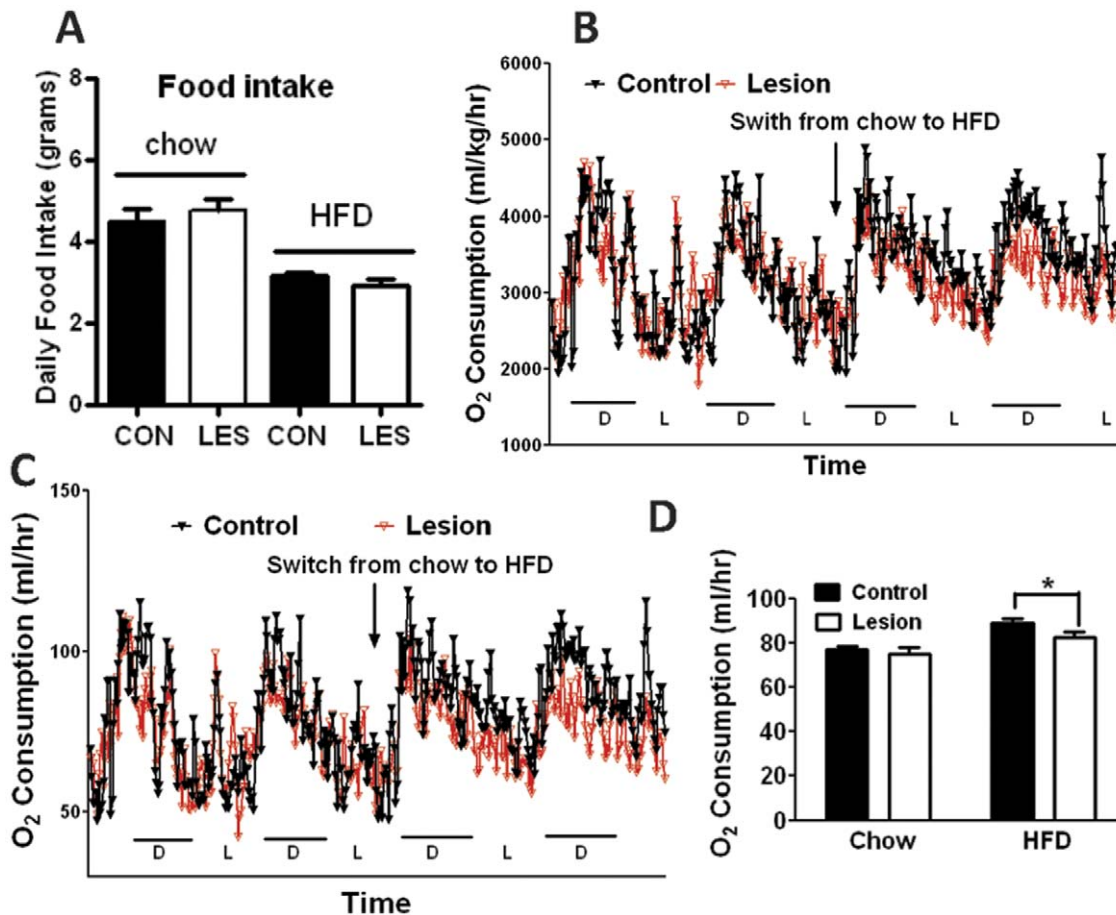 A
Food intake
chow
HFD
Daily Food Intake (grams)
8
6
4
2
0
CON LES CON LES
B
Control Lesion
Swith from chow to HFD
O2 Consumption (ml/kg/hr)
6000
5000
4000
3000
2000
1000
D L D L D L D L
Time
C
Control Lesion
Switch from chow to HFD
O2 Consumption (ml/hr)
150
100
50
D L D L D L D
Time
D
Control
Lesion
*
O2 Consumption (ml/hr)
100
80
60
40
20
0
Chow HFD